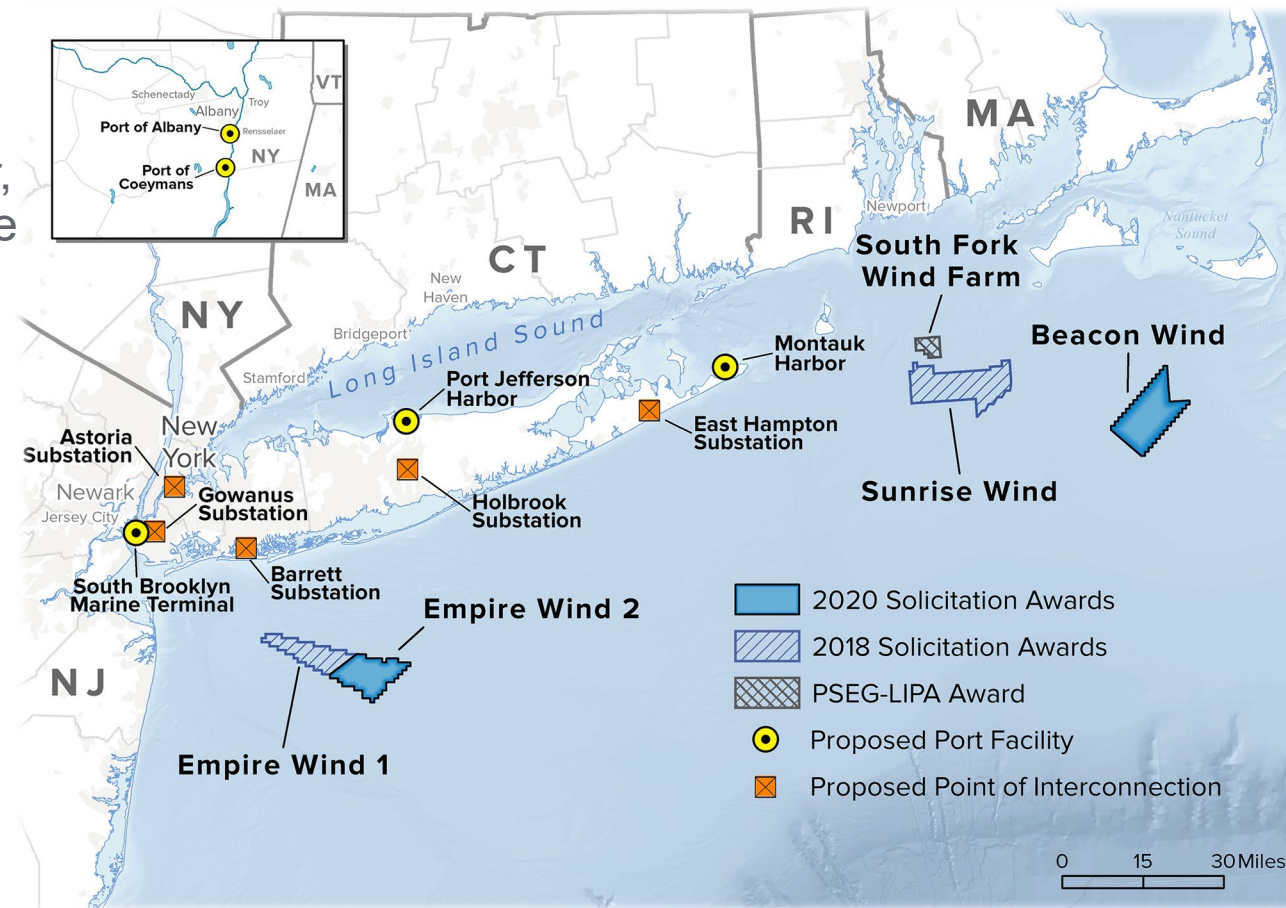 r,
e
VT
Schenectady
Troy
Albany
Port of Albany
Rensselaer
NY
Port of
Coeymans
MA
MA
RI
Newport
Nantucket
Sound
CT
South Fork
Wind Farm
New
Haven
NY
Bridgeport
Long Island Sound
Beacon Wind
Montauk
Harbor
Stamford
Port Jefferson
Harbor
New
York
East Hampton
Substation
Astoria
Substation
Sunrise Wind
Newark
Gowanus
Substation
Holbrook
Substation
Jersey City
South Brooklyn
Marine Terminal
Barrett
Substation
Empire Wind 2
NJ
Empire Wind 1
2020 Solicitation Awards
2018 Solicitation Awards
PSEG-LIPA Award
Proposed Port Facility
Proposed Point of Interconnection
0 15 30 Miles